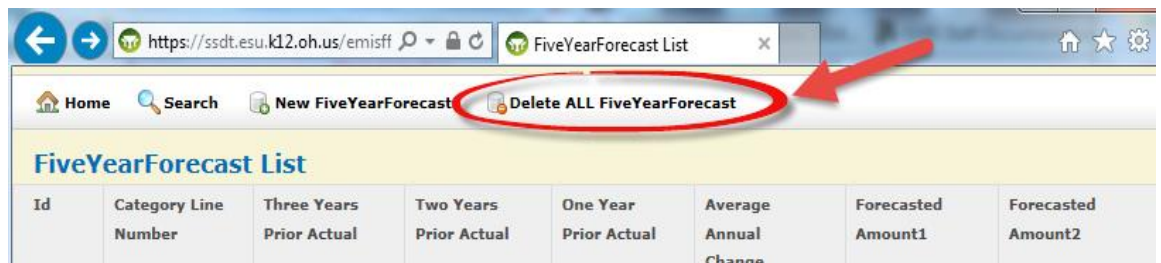 https://ssdt.esu.k12.oh.us/emisff
FiveYearForecast List
Home Search New FiveYearForecast Delete ALL FiveYearForecast
FiveYearForecast List
Id Category Line Three Years Two Years One Year Average Forecasted Forecasted
Number Prior Actual Prior Actual Prior Actual Annual Amount1 Amount2
Change